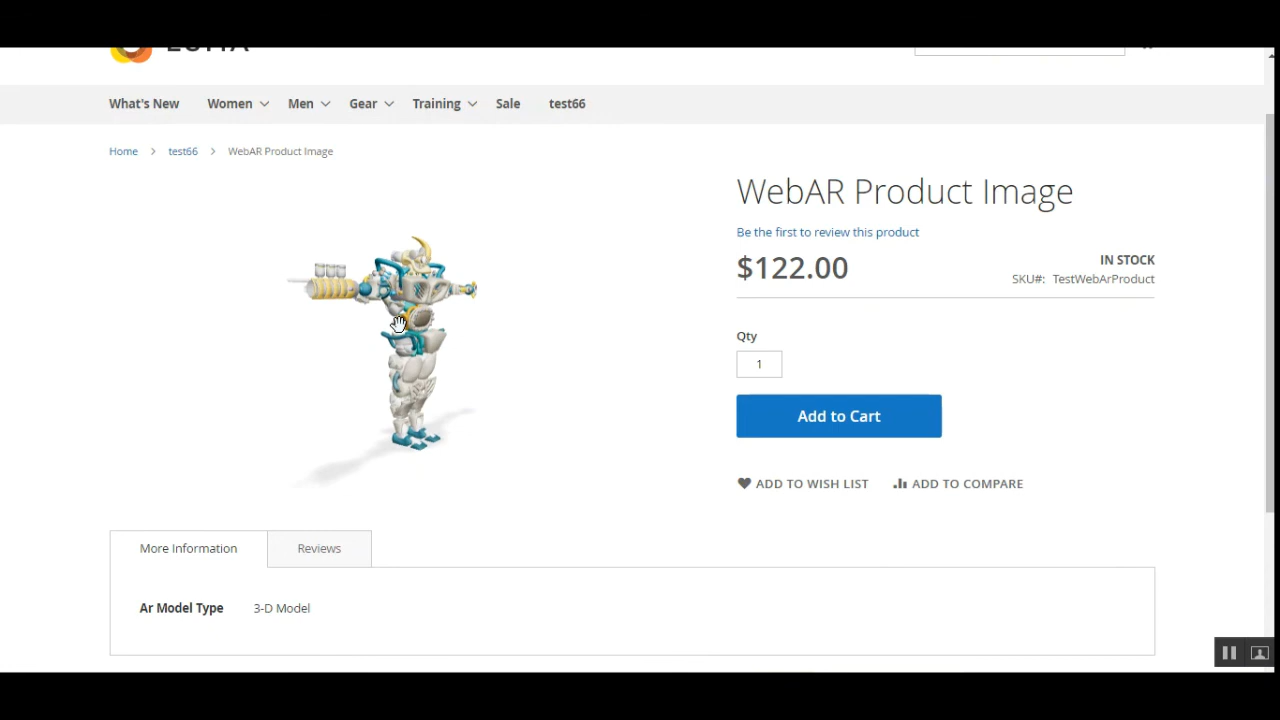 What's New Women Men Gear Training Sale test66
Home test66 WebAR Product Image
WebAR Product Image
Be the first to review this product
$122.00
IN STOCK
SKU#: TestWebArProduct
Qty
1
Add to Cart
ADD TO WISH LIST ADD TO COMPARE
More Information Reviews
Ar Model Type 3-D Model